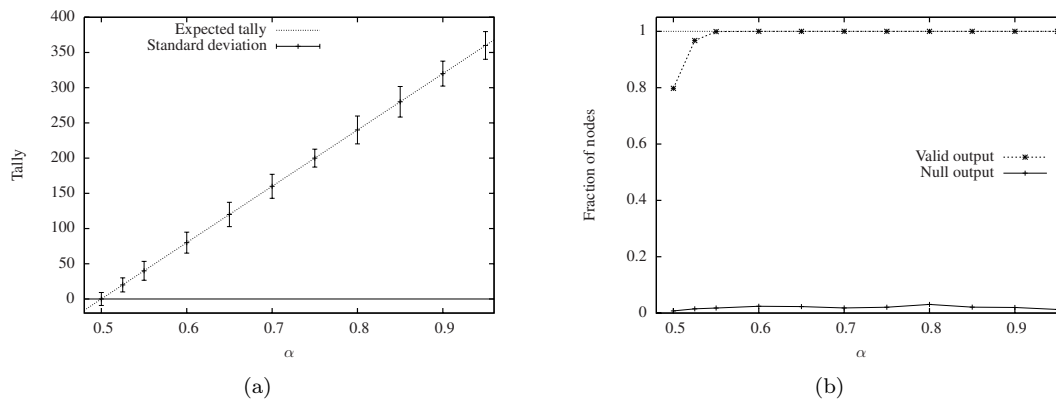 400
350
300
250
200
150
100
50
0
Tally
Expected tally
Standard deviation
0.5 0.6 0.7 0.8 0.9
α
(a)
1
0.8
0.6
0.4
0.2
0
Fraction of nodes
Valid output
Null output
0.5 0.6 0.7 0.8 0.9
α
(b)